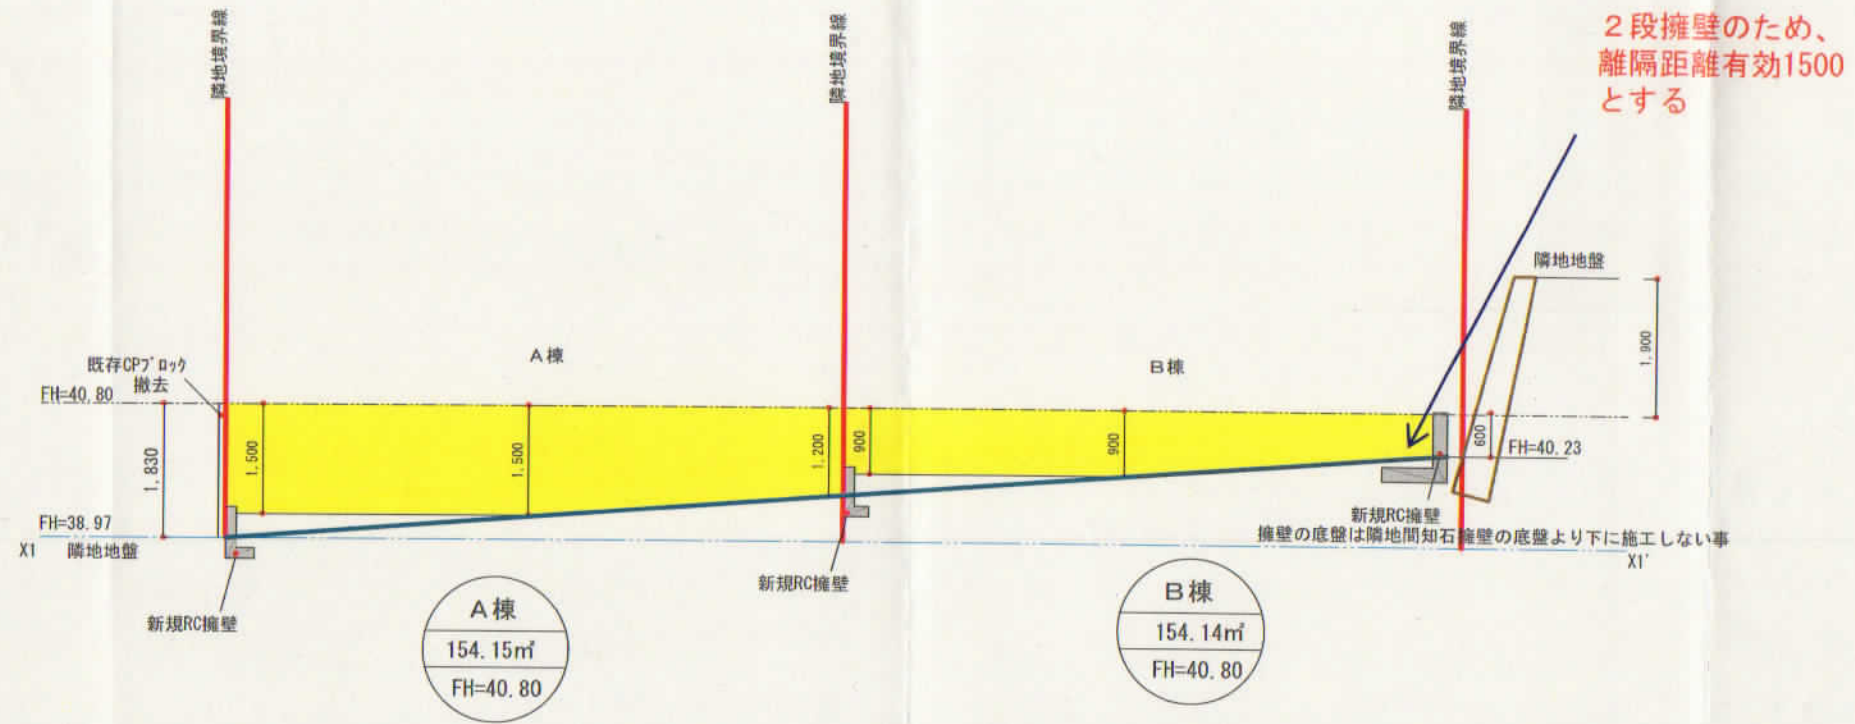 隣地境界線
隣地境界線
隣地境界線
２段擁壁のため、
離隔距離有効1500
とする
隣地地盤
1,900
既存CPブロック
撤去
A棟
B棟
FH=40.80
1,830
1,500
1,500
1,200
900
900
600
FH=40.23
FH=38.97
X1 隣地地盤
新規RC擁壁
擁壁の底盤は隣地間知石擁壁の底盤より下に施工しない事
X1'
新規RC擁壁
新規RC擁壁
A棟
154.15㎡
FH=40.80
B棟
154.14㎡
FH=40.80